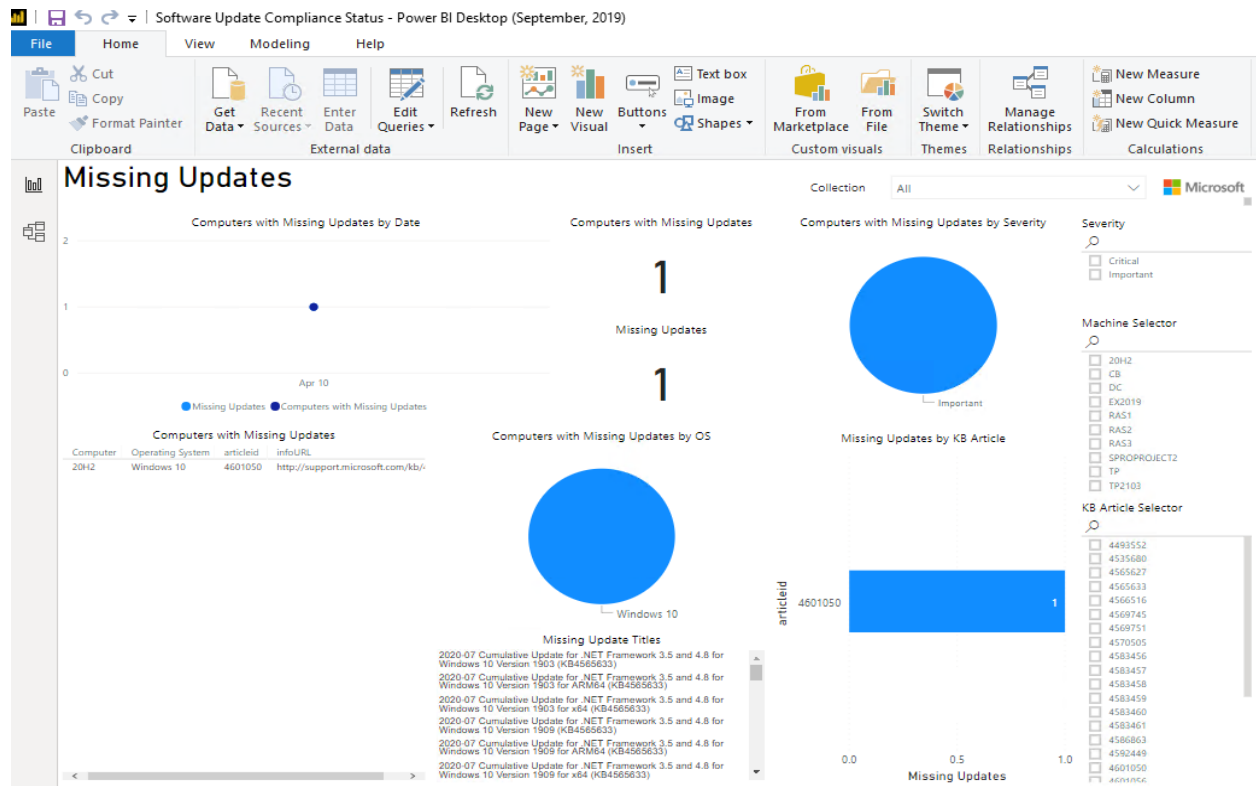 Software Update Compliance Status - Power BI Desktop (September, 2019)
File Home View Modeling Help
Paste
Cut
Copy
Format Painter
Clipboard
Get Data
Recent Sources
Enter Data
Edit Queries
External data
Refresh
New Page
New Visual
Buttons
Text box
Image
Shapes
Insert
From Marketplace
From File
Custom visuals
Switch Theme
Themes
Manage Relationships
Relationships
New Measure
New Column
New Quick Measure
Calculations
Missing Updates
Collection All
Microsoft
Computers with Missing Updates by Date
2
1
0
Apr 10
Missing Updates Computers with Missing Updates
Computers with Missing Updates
1
Missing Updates
1
Computers with Missing Updates by Severity
Important
Severity
Critical
Important
Machine Selector
20H2
CB
DC
EX2019
RAS1
RAS2
RAS3
SPROPROJECT2
TP
TP2103
KB Article Selector
4493552
4535680
4565627
4565633
4566516
4569745
4569751
4570505
4583456
4583457
4583458
4583459
4583460
4583461
4586863
4592449
4601050
4601056
Computers with Missing Updates
Computer Operating System articleid infoURL
20H2 Windows 10 4601050 http://support.microsoft.com/kb/4
Computers with Missing Updates by OS
Windows 10
Missing Update Titles
2020-07 Cumulative Update for .NET Framework 3.5 and 4.8 for
Windows 10 Version 1903 (KB4565633)
2020-07 Cumulative Update for .NET Framework 3.5 and 4.8 for
Windows 10 Version 1903 for ARM64 (KB4565633)
2020-07 Cumulative Update for .NET Framework 3.5 and 4.8 for
Windows 10 Version 1903 for x64 (KB4565633)
2020-07 Cumulative Update for .NET Framework 3.5 and 4.8 for
Windows 10 Version 1909 (KB4565633)
2020-07 Cumulative Update for .NET Framework 3.5 and 4.8 for
Windows 10 Version 1909 for ARM64 (KB4565633)
2020-07 Cumulative Update for .NET Framework 3.5 and 4.8 for
Windows 10 Version 1909 for x64 (KB4565633)
Missing Updates by KB Article
articleid
4601050
1
0.0 0.5 1.0
Missing Updates